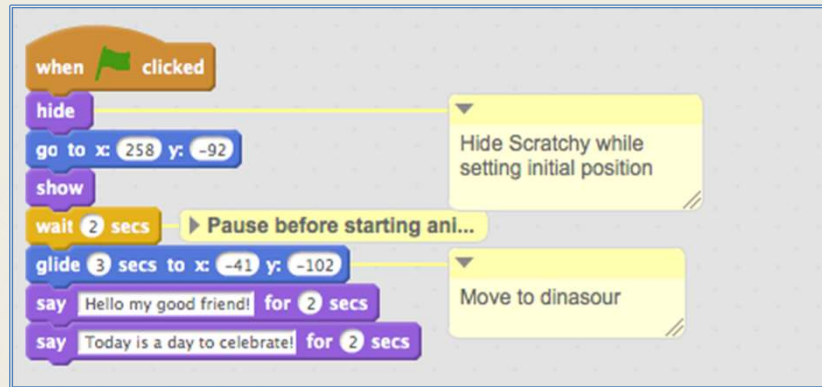 when clicked
hide
go to x: 258 y: -92
show
wait 2 secs
glide 3 secs to x: -41 y: -102
say Hello my good friend! for 2 secs
say Today is a day to celebrate! for 2 secs
Hide Scratchy while
setting initial position
Pause before starting ani...
Move to dinasour